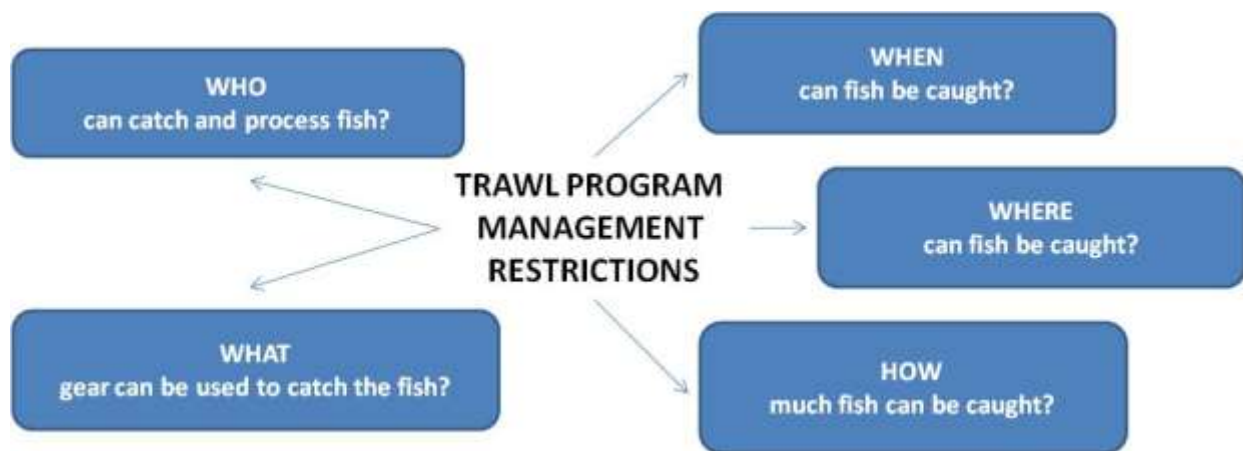 WHO
can catch and process fish?
WHEN
can fish be caught?
TRAWL PROGRAM
MANAGEMENT
RESTRICTIONS
WHERE
can fish be caught?
WHAT
gear can be used to catch the fish?
HOW
much fish can be caught?